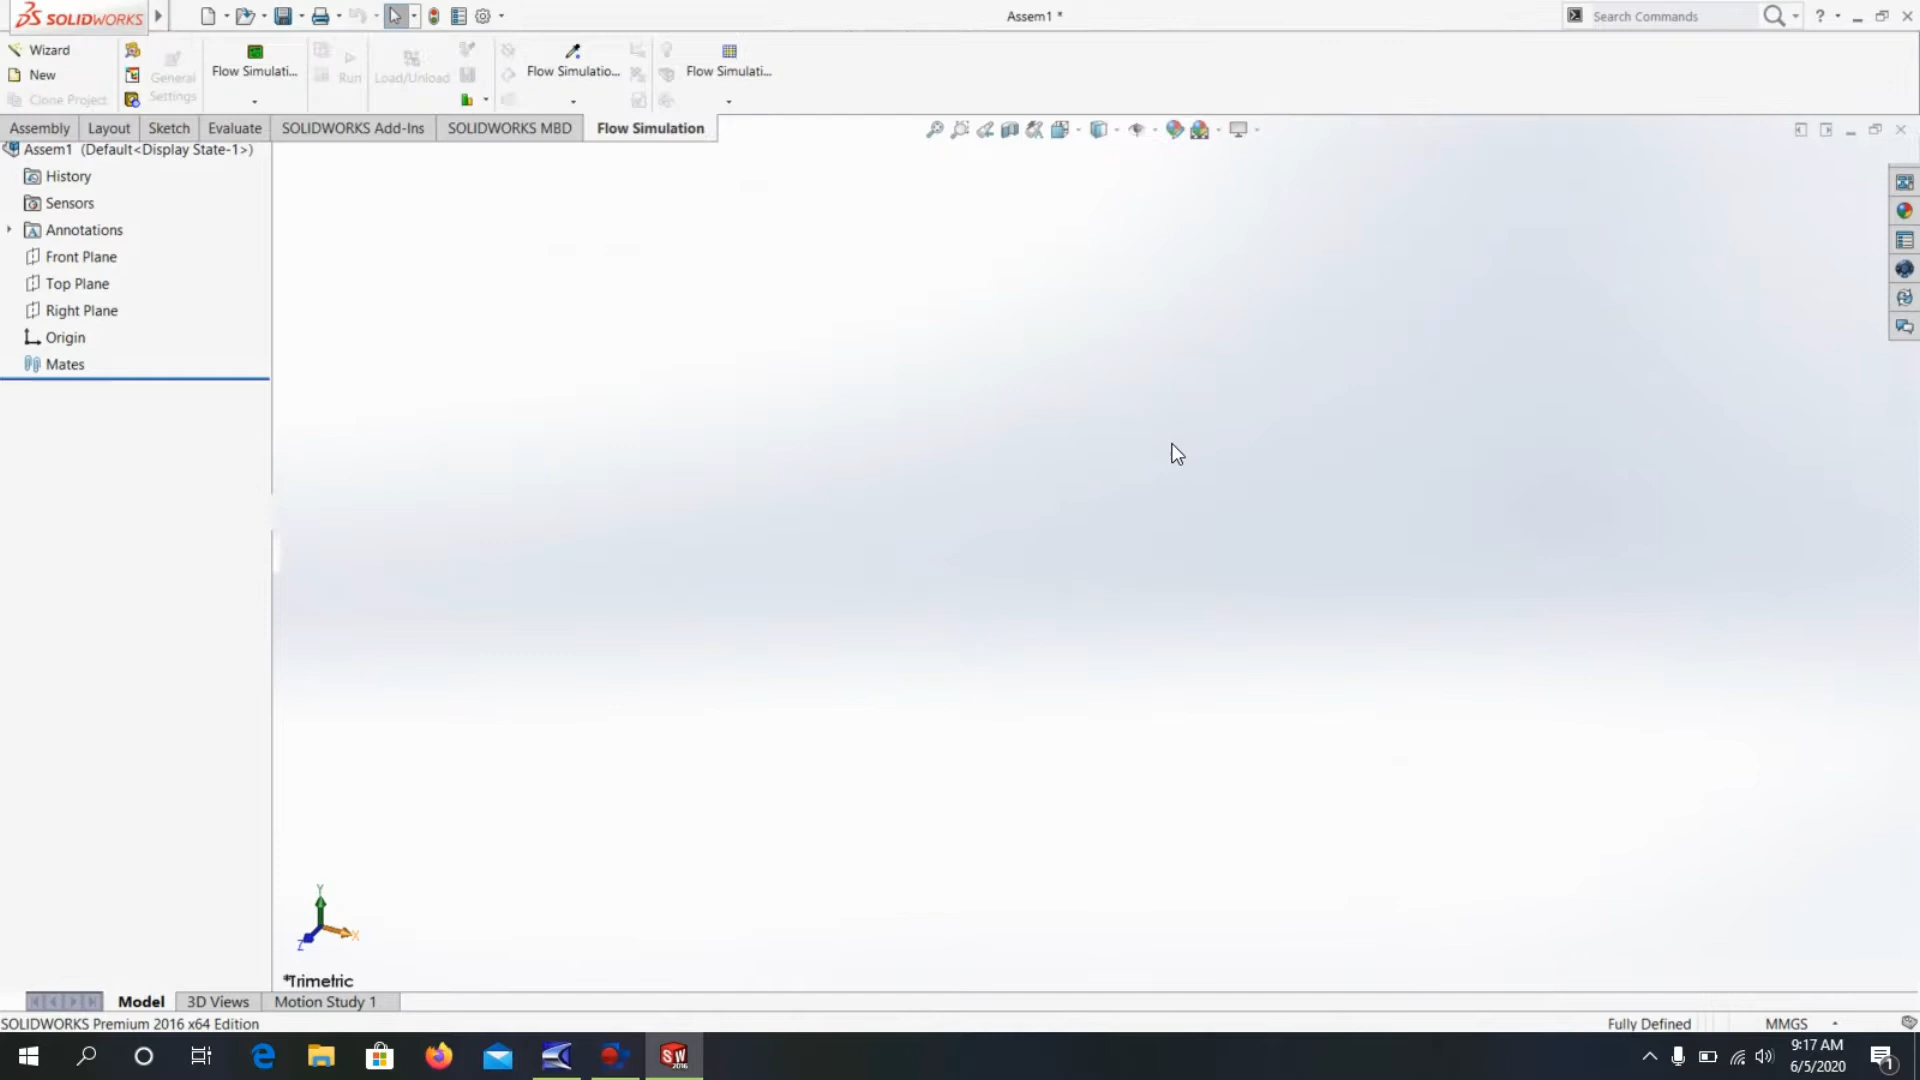 SOLIDWORKS
Assem1 *
Search Commands
?
Wizard
New
Clone Project
General
Settings
Flow Simulati...
Run
Load/Unload
Flow Simulatio...
Flow Simulati...
Assembly
Layout
Sketch
Evaluate
SOLIDWORKS Add-Ins
SOLIDWORKS MBD
Flow Simulation
Assem1 (Default<Display State-1>)
History
Sensors
Annotations
Front Plane
Top Plane
Right Plane
Origin
Mates
Y
X
Z
*Trimetric
Model
3D Views
Motion Study 1
SOLIDWORKS Premium 2016 x64 Edition
Fully Defined
MMGS
SW
2016
9:17 AM
6/5/2020
1